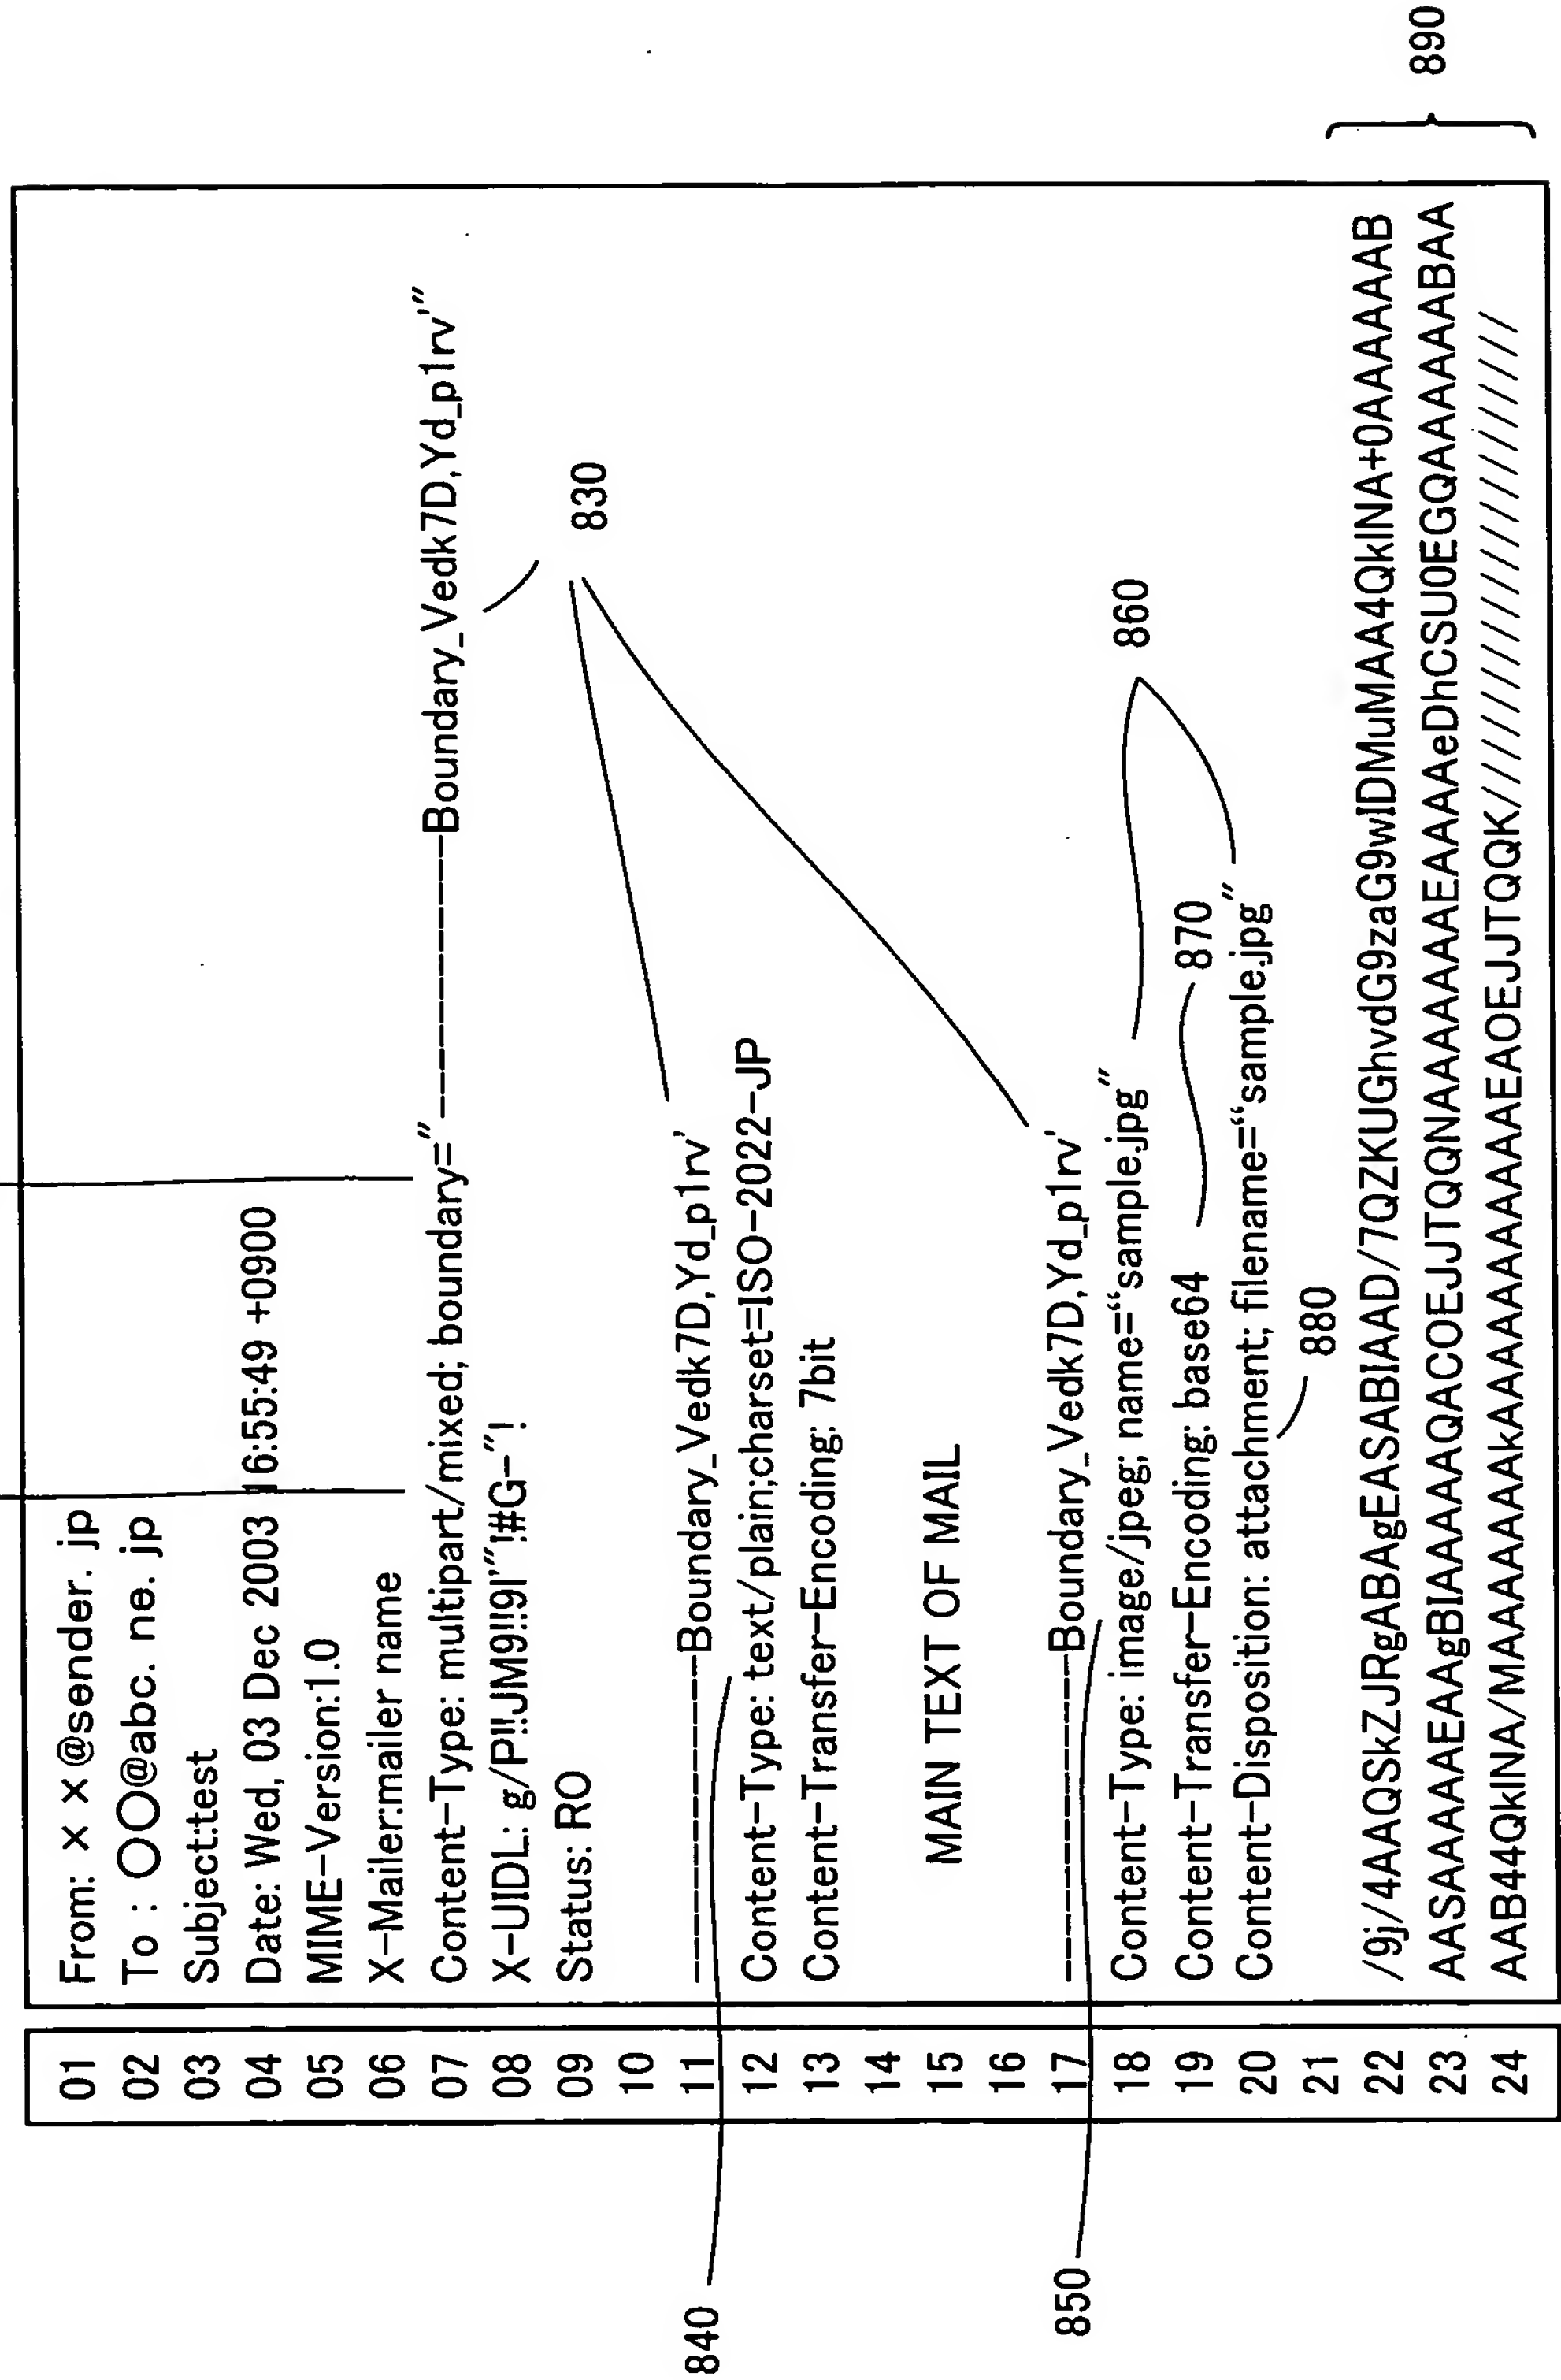 01 From: ××@sender. jp
02 To : ○○@abc. ne. jp
03 Subject:test
04 Date: Wed, 03 Dec 2003 16:55:49 +0900
05 MIME-Version:1.0
06 X-Mailer:mailer name
07 Content-Type: multipart/mixed; boundary="----------------Boundary_Vedk7D,Yd_p1rv'"
08 X-UIDL: g/P!!JM9!!9I"!#G-"!
09 Status: RO
830
10
11 ----------------Boundary_Vedk7D,Yd_p1rv'
840
12 Content-Type: text/plain;charset=ISO-2022-JP
13 Content-Transfer-Encoding: 7bit
14
15 MAIN TEXT OF MAIL
16
17 ----------------Boundary_Vedk7D,Yd_p1rv'
850
18 Content-Type: image/jpeg; name="sample.jpg"
860
19 Content-Transfer-Encoding: base64
870
20 Content-Disposition: attachment; filename="sample.jpg"
21
880
22 /9j/4AAQSkZJRgABAgEASABIAAD/7QZKUGhvdG9zaG9wIDMuMAA4QkINA+0AAAAAAB
23 AASAAAAAEAAgBIAAAAAQACOEJJTQQNAAAAAAAEAAAAeDhCSU0EGQAAAAAABAA
24 AAB44QkINA/MAAAAAAAkAAAAAAAAAAAAEAOEJJTQQK////////////////////
890